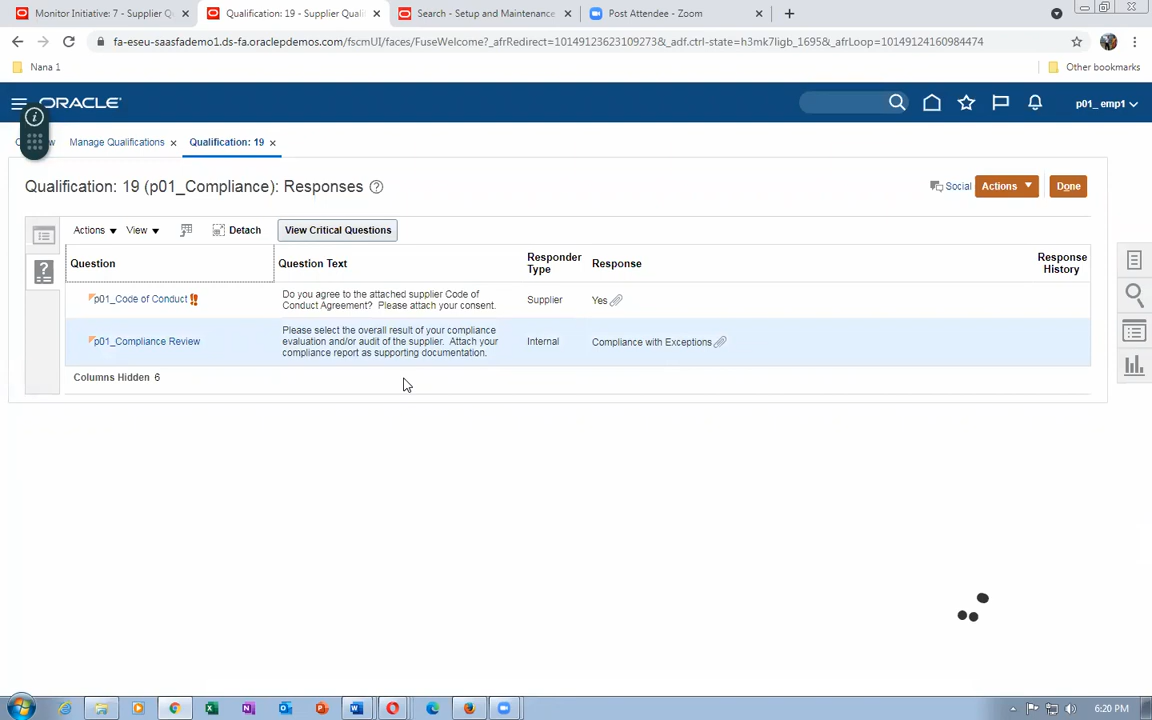 Monitor Initiative: 7 - Supplier Q
Qualification: 19 - Supplier Quali
Search - Setup and Maintenance
Post Attendee - Zoom
fa-eseu-saasfademo1.ds-fa.oraclepdemos.com/fscmUI/faces/FuseWelcome?_afrRedirect=10149123623109273&_adf.ctrl-state=h3mk7ligb_1695&_afrLoop=10149124160984474
Nana 1
Other bookmarks
ORACLE
p01_ emp1
Manage Qualifications
Qualification: 19
Qualification: 19 (p01_Compliance): Responses
Social
Actions
Done
Actions
View
Detach
View Critical Questions
Question
Question Text
Responder
Type
Response
Response
History
p01_Code of Conduct
Do you agree to the attached supplier Code of
Conduct Agreement? Please attach your consent.
Supplier
Yes
p01_Compliance Review
Please select the overall result of your compliance
evaluation and/or audit of the supplier. Attach your
compliance report as supporting documentation.
Internal
Compliance with Exceptions
Columns Hidden 6
6:20 PM